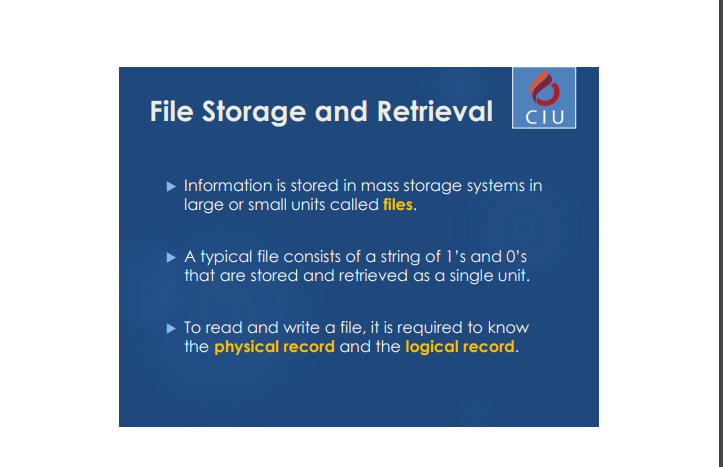 File Storage and Retrieval
CIU
Information is stored in mass storage systems in
large or small units called files.
A typical file consists of a string of 1's and 0's
that are stored and retrieved as a single unit.
To read and write a file, it is required to know
the physical record and the logical record.